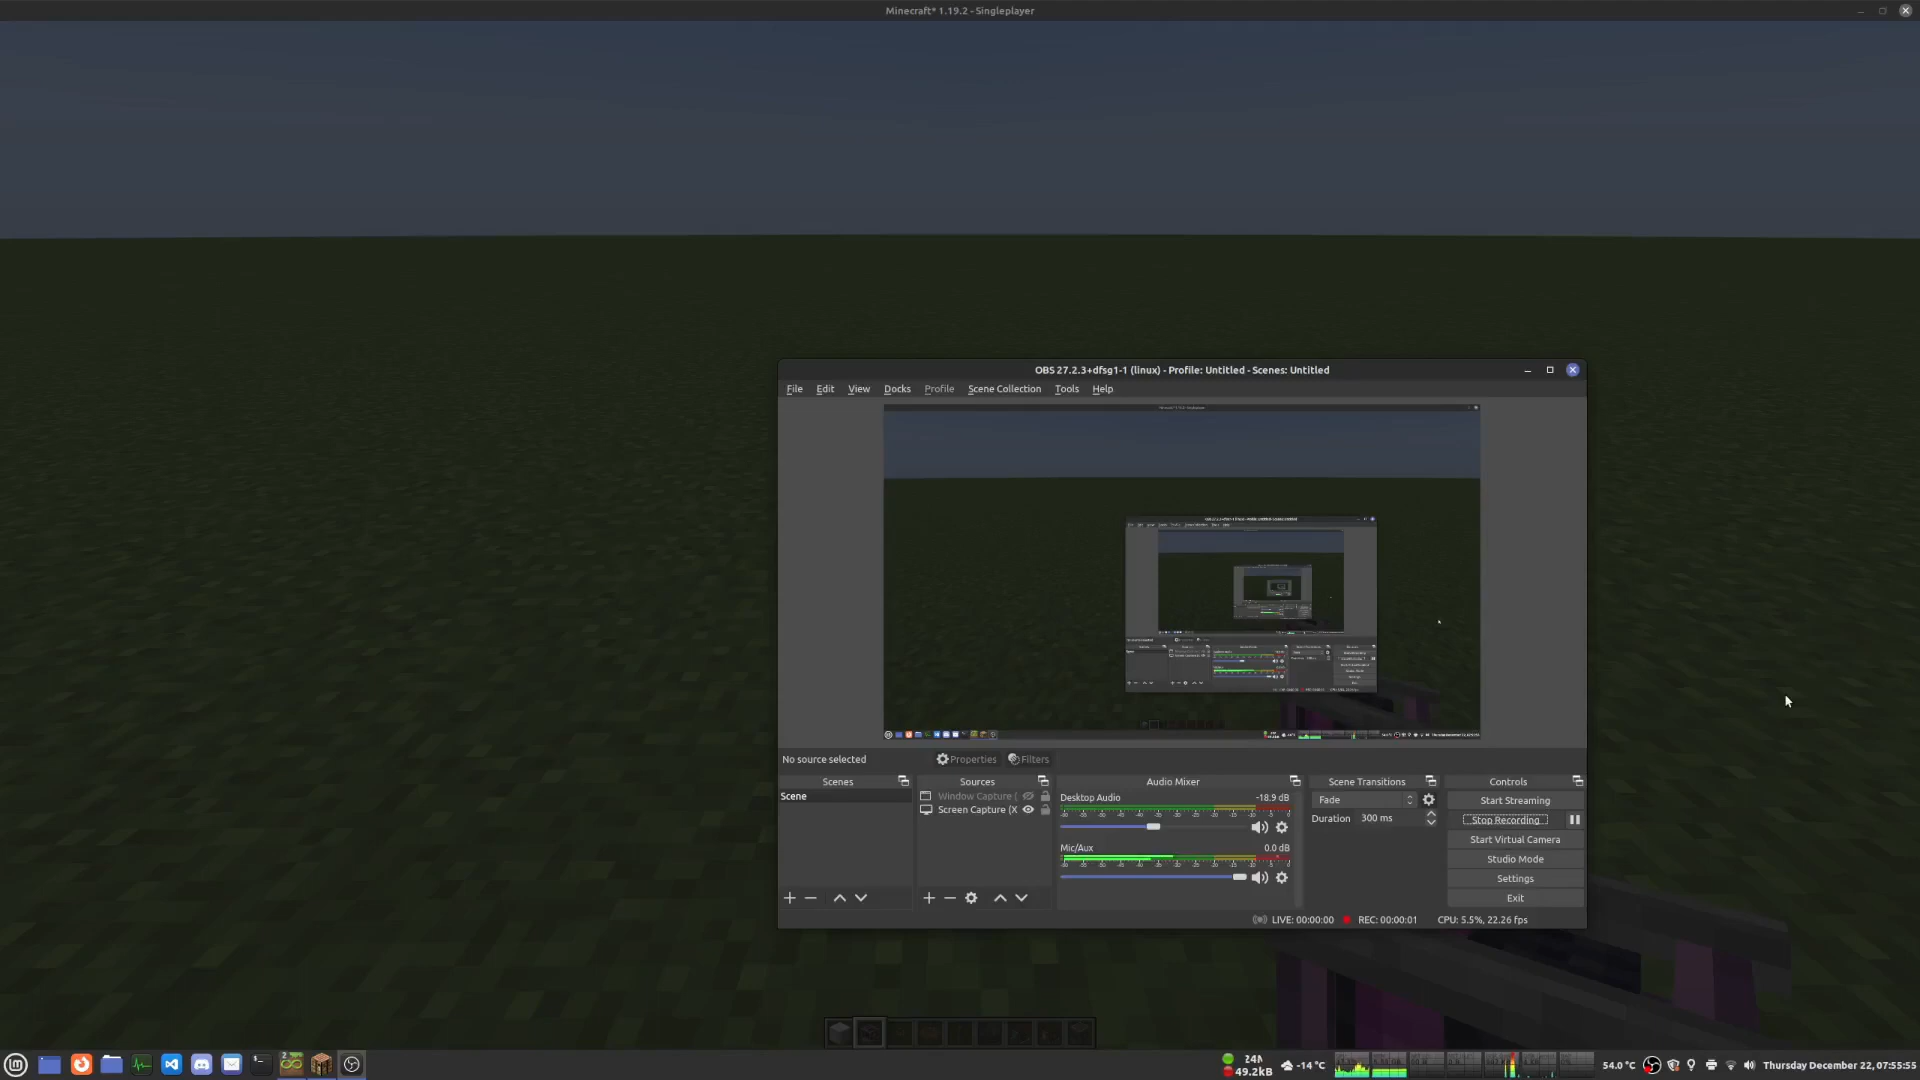 Minecraft* 1.19.2 - Singleplayer
OBS 27.2.3+dfsg1-1 (linux) - Profile: Untitled - Scenes: Untitled
File Edit View Docks Profile Scene Collection Tools Help
No source selected Properties Filters
Scenes Sources Audio Mixer Scene Transitions Controls
Scene
Window Capture (
Screen Capture (X
Desktop Audio -18.9 dB
Mic/Aux 0.0 dB
Fade
Duration 300 ms
Start Streaming
Stop Recording
Start Virtual Camera
Studio Mode
Settings
Exit
LIVE: 00:00:00 REC: 00:00:01 CPU: 5.5%, 22.26 fps
49.2kB -14 °C 54.0 °C Thursday December 22, 07:55:55